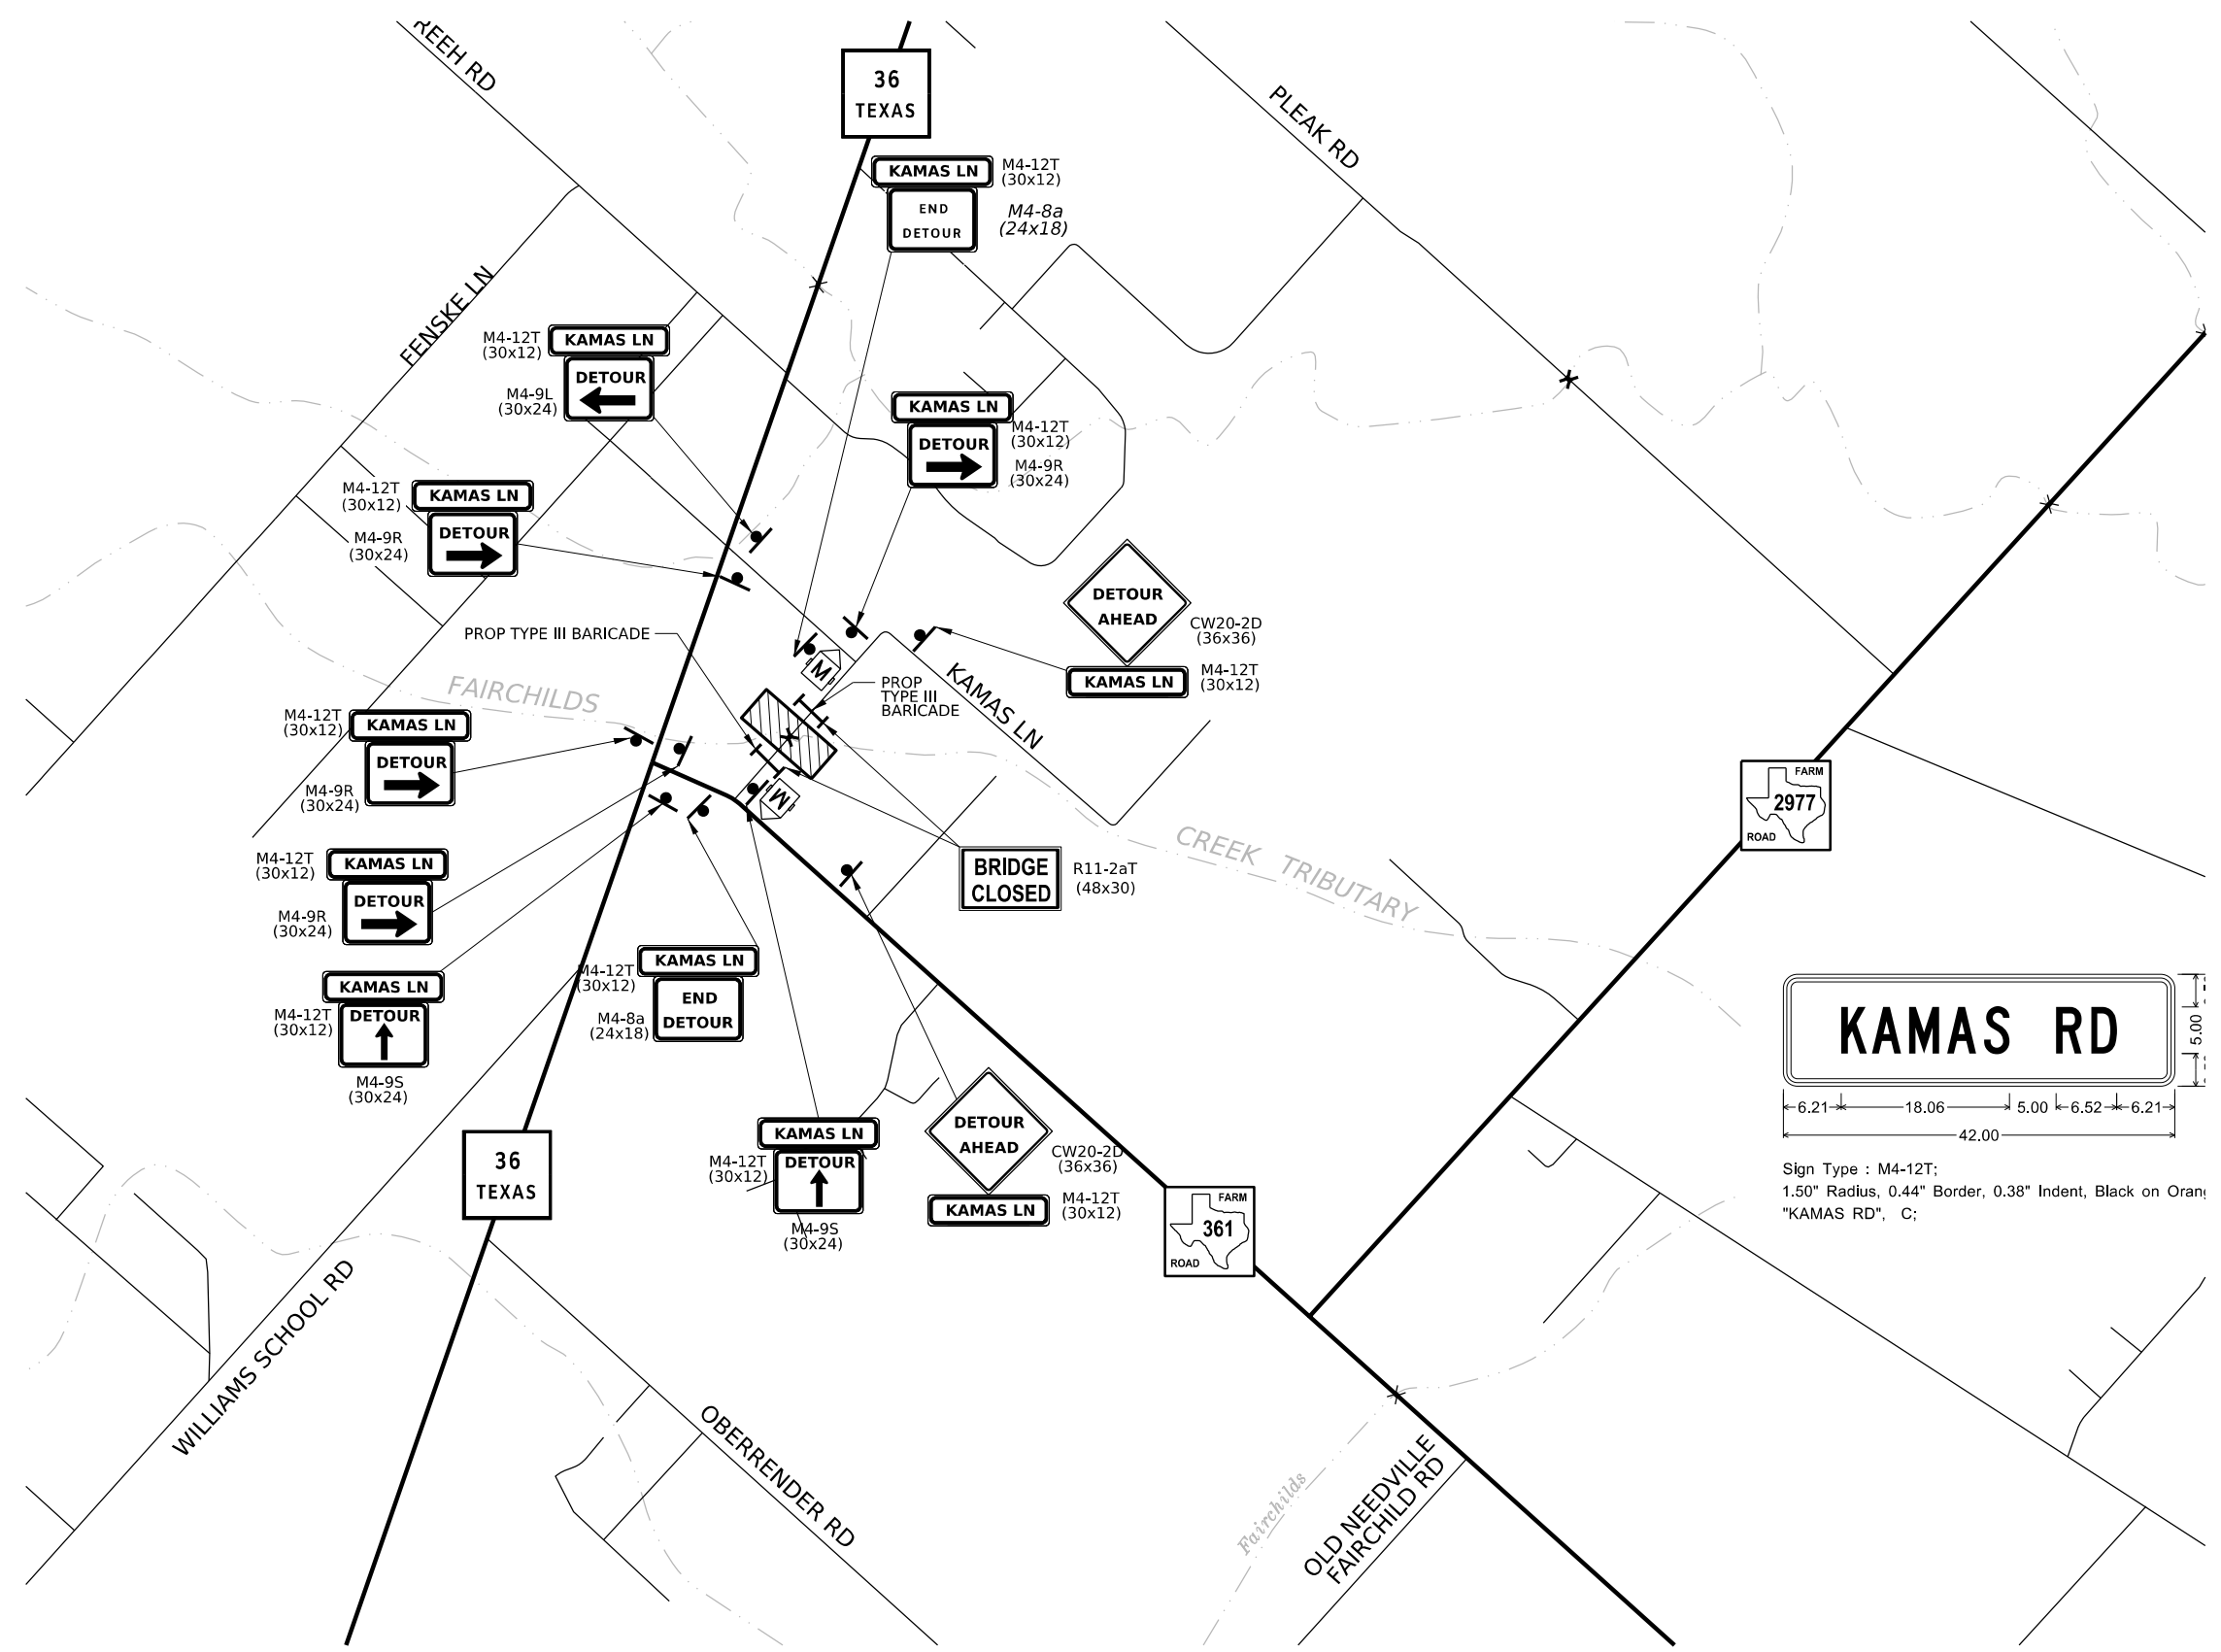 REEH RD
36
TEXAS
PLEAK RD
KAMAS LN
M4-12T
(30x12)
END
DETOUR
M4-8a
(24x18)
FENSKE LN
M4-12T
(30x12)
KAMAS LN
M4-9L
(30x24)
DETOUR
KAMAS LN
M4-12T
(30x12)
DETOUR
M4-9R
(30x24)
M4-12T
(30x12)
KAMAS LN
M4-9R
(30x24)
DETOUR
DETOUR
AHEAD
CW20-2D
(36x36)
KAMAS LN
M4-12T
(30x12)
PROP TYPE III BARICADE
M
PROP
TYPE III
BARICADE
KAMAS LN
FAIRCHILDS
M4-12T
(30x12)
KAMAS LN
M4-9R
(30x24)
DETOUR
M
FARM
2977
ROAD
CREEK TRIBUTARY
BRIDGE
CLOSED
R11-2aT
(48x30)
M4-12T
(30x12)
KAMAS LN
M4-9R
(30x24)
DETOUR
KAMAS LN
M4-12T
(30x12)
DETOUR
M4-9S
(30x24)
KAMAS LN
M4-12T
(30x12)
END
DETOUR
M4-8a
(24x18)
KAMAS RD
5.00
6.21
18.06
5.00
6.52
6.21
42.00
Sign Type : M4-12T;
1.50" Radius, 0.44" Border, 0.38" Indent, Black on Orang
"KAMAS RD", C;
36
TEXAS
KAMAS LN
M4-12T
(30x12)
DETOUR
M4-9S
(30x24)
DETOUR
AHEAD
CW20-2D
(36x36)
KAMAS LN
M4-12T
(30x12)
FARM
361
ROAD
WILLIAMS SCHOOL RD
OBERRENDER RD
Fairchilds
OLD NEEDVILLE
FAIRCHILD RD